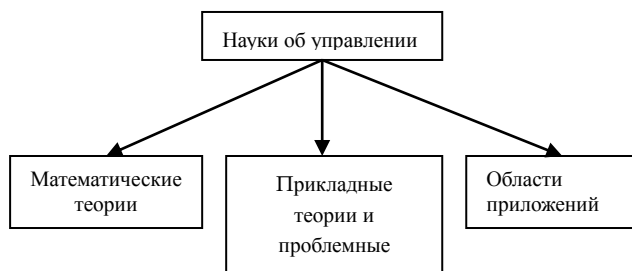 Науки об управлении
Математические
теории
Прикладные
теории и
проблемные
Области
приложений